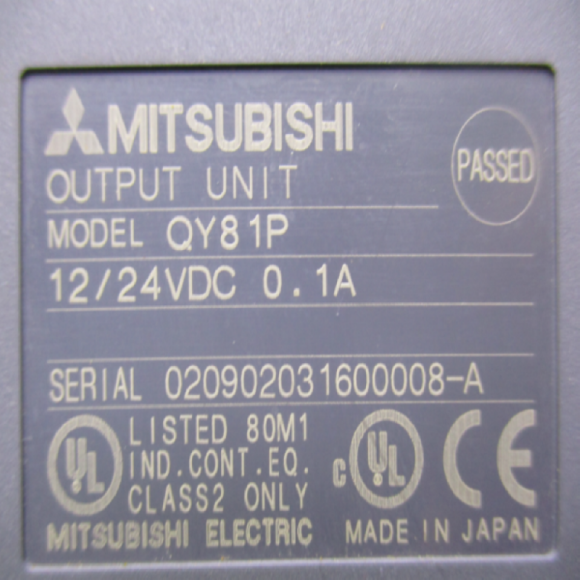 MITSUBISHI
PASSED
OUTPUT UNIT
MODEL QY81P
12/24VDC 0.1A
SERIAL 020902031600008-A
UL LISTED 80M1
IND.CONT.EQ.
CLASS2 ONLY
c UL CE
MITSUBISHI ELECTRIC MADE IN JAPAN